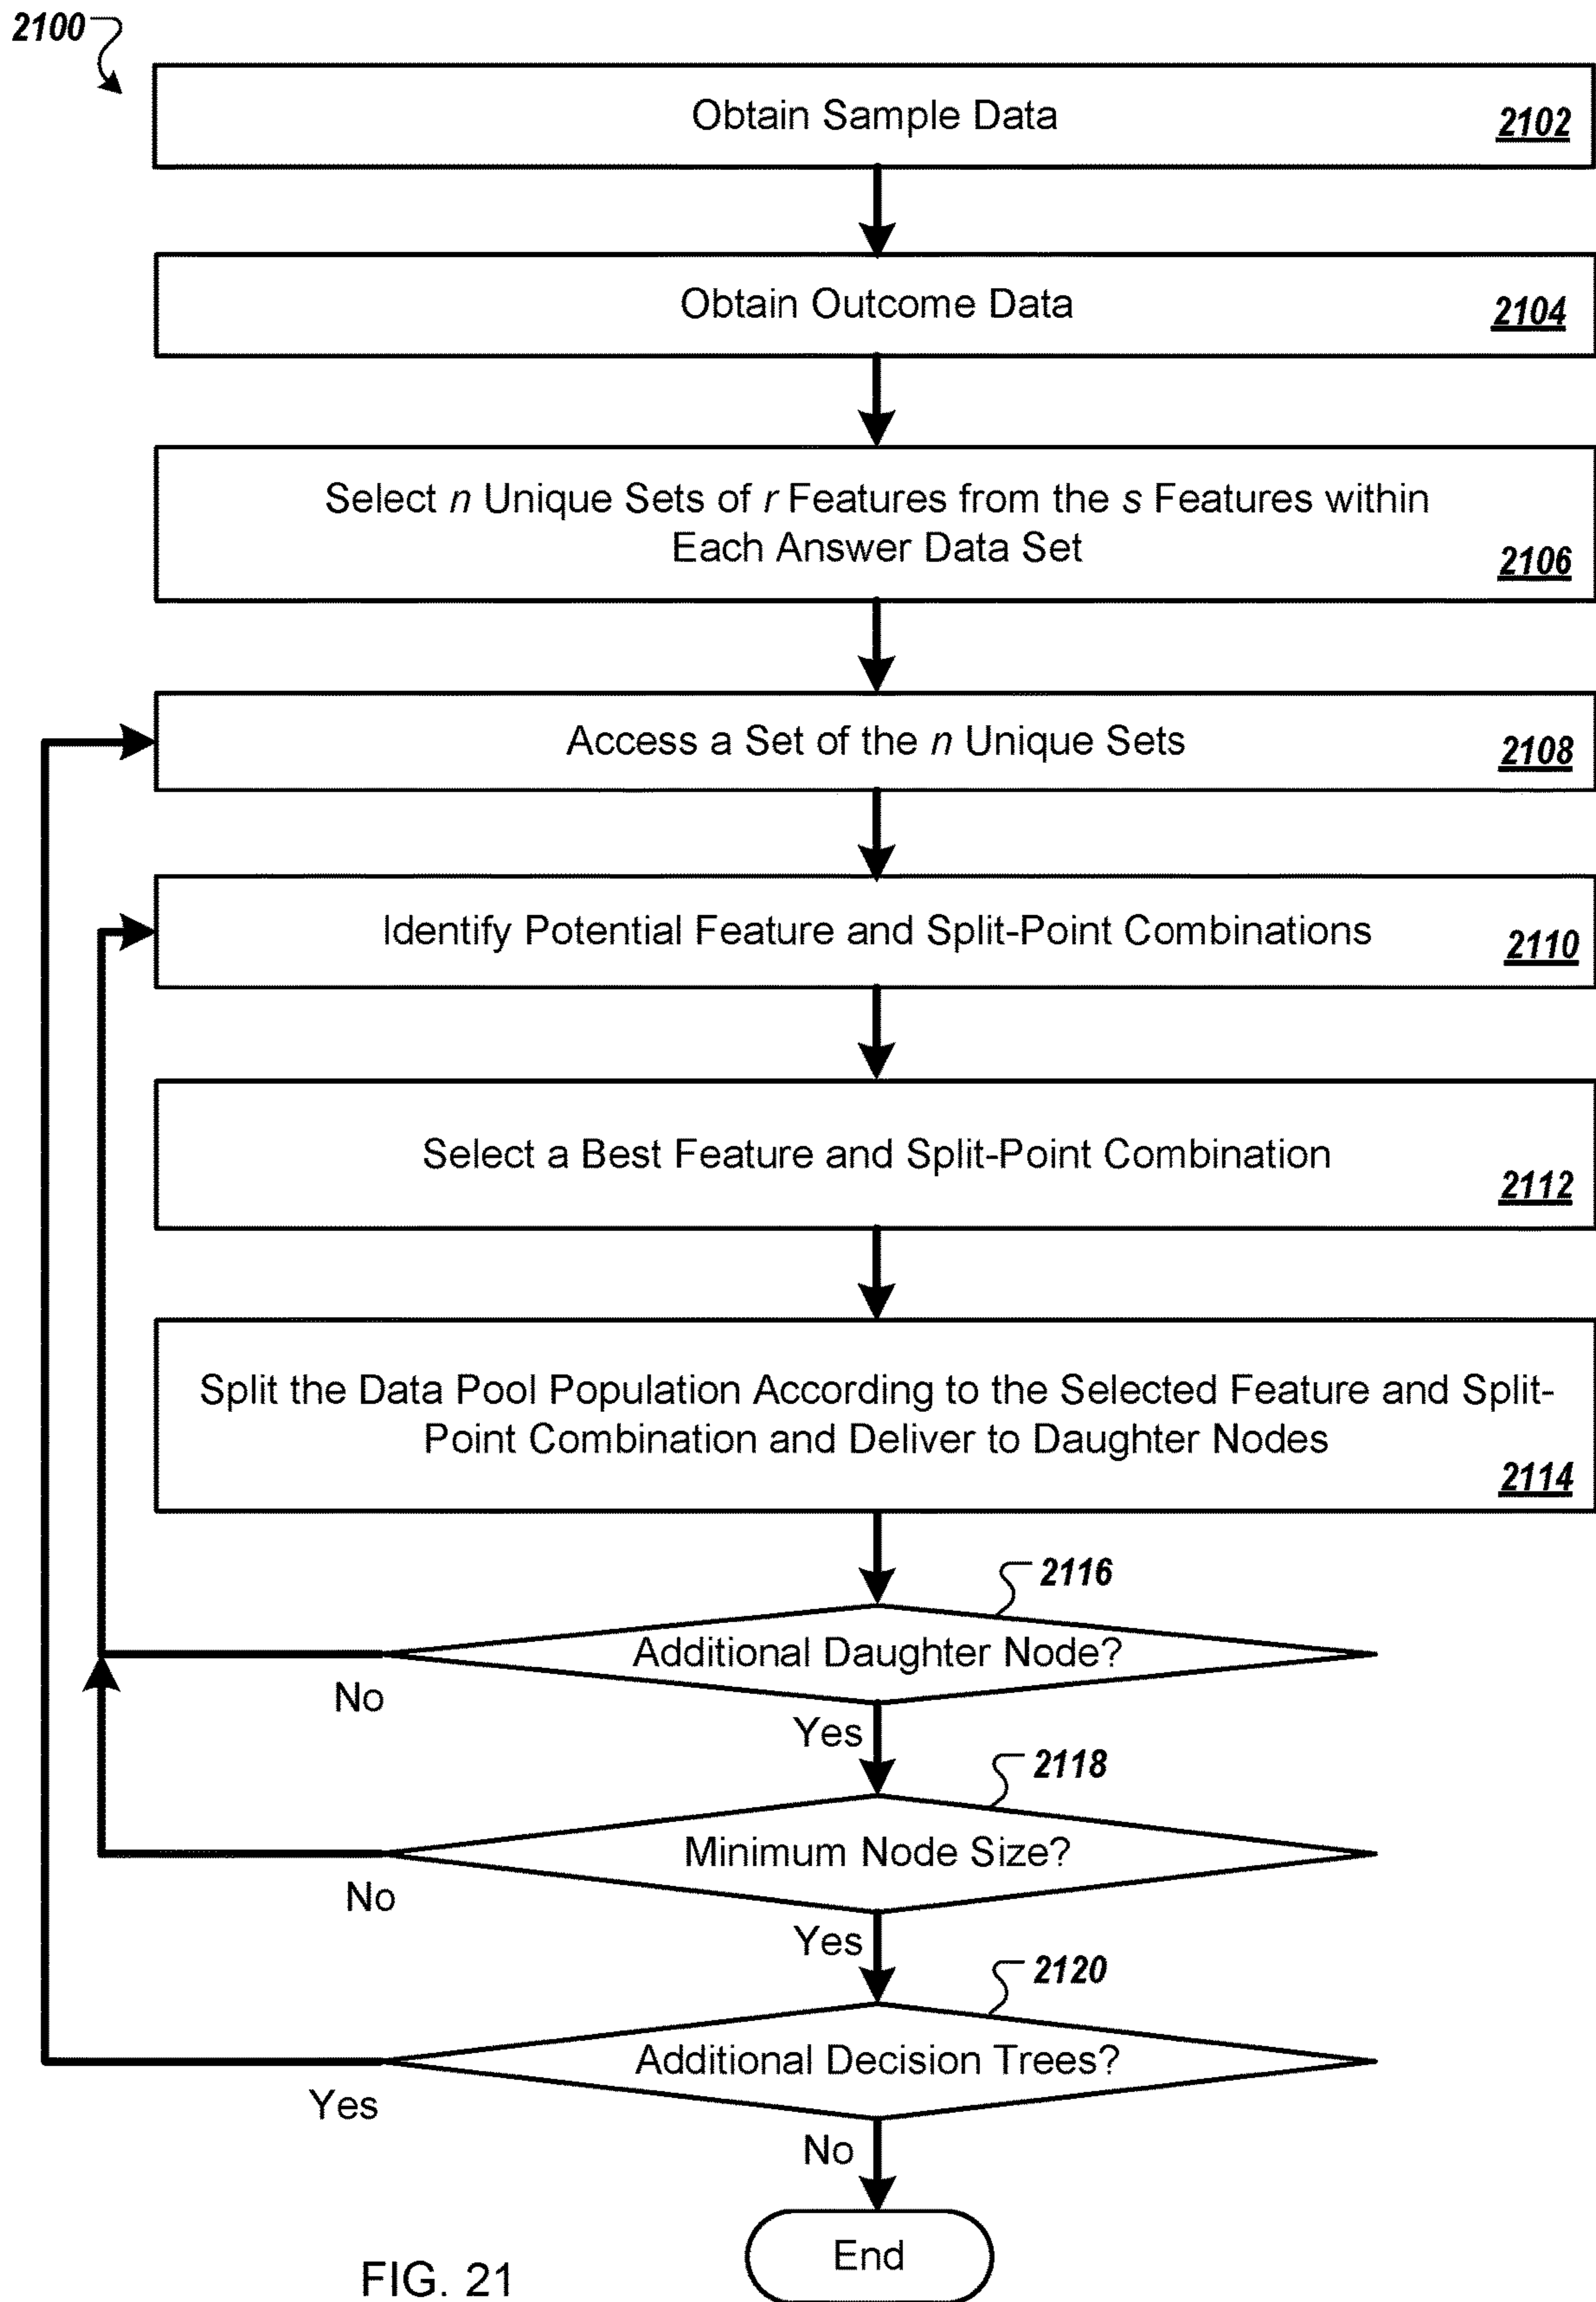 2100
Obtain Sample Data
2102
Obtain Outcome Data
2104
Select n Unique Sets of r Features from the s Features within
Each Answer Data Set
2106
Access a Set of the n Unique Sets
2108
Identify Potential Feature and Split-Point Combinations
2110
Select a Best Feature and Split-Point Combination
2112
Split the Data Pool Population According to the Selected Feature and Split-
Point Combination and Deliver to Daughter Nodes
2114
2116
Additional Daughter Node?
No
Yes
2118
Minimum Node Size?
No
Yes
2120
Additional Decision Trees?
Yes
No
End
FIG. 21